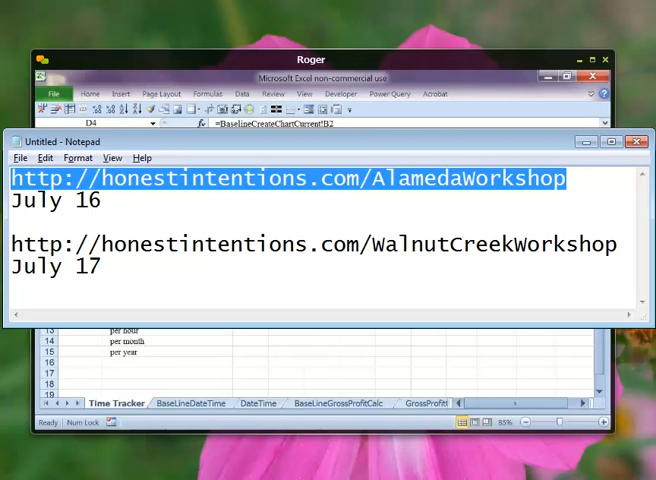 Roger
Microsoft Excel non-commercial use
File Home Insert Page Layout Formulas Data Review View Developer Power Query Acrobat
D4 fx =BaselineCreateChartCurrent!B2
Untitled - Notepad
File Edit Format View Help
http://honestintentions.com/AlamedaWorkshop
July 16
http://honestintentions.com/WalnutCreekWorkshop
July 17
13 per hour
14 per month
15 per year
16
17
18
19
Time Tracker BaseLineDateTime DateTime BaseLineGrossProfitCalc GrossProfit
Ready Num Lock 85%